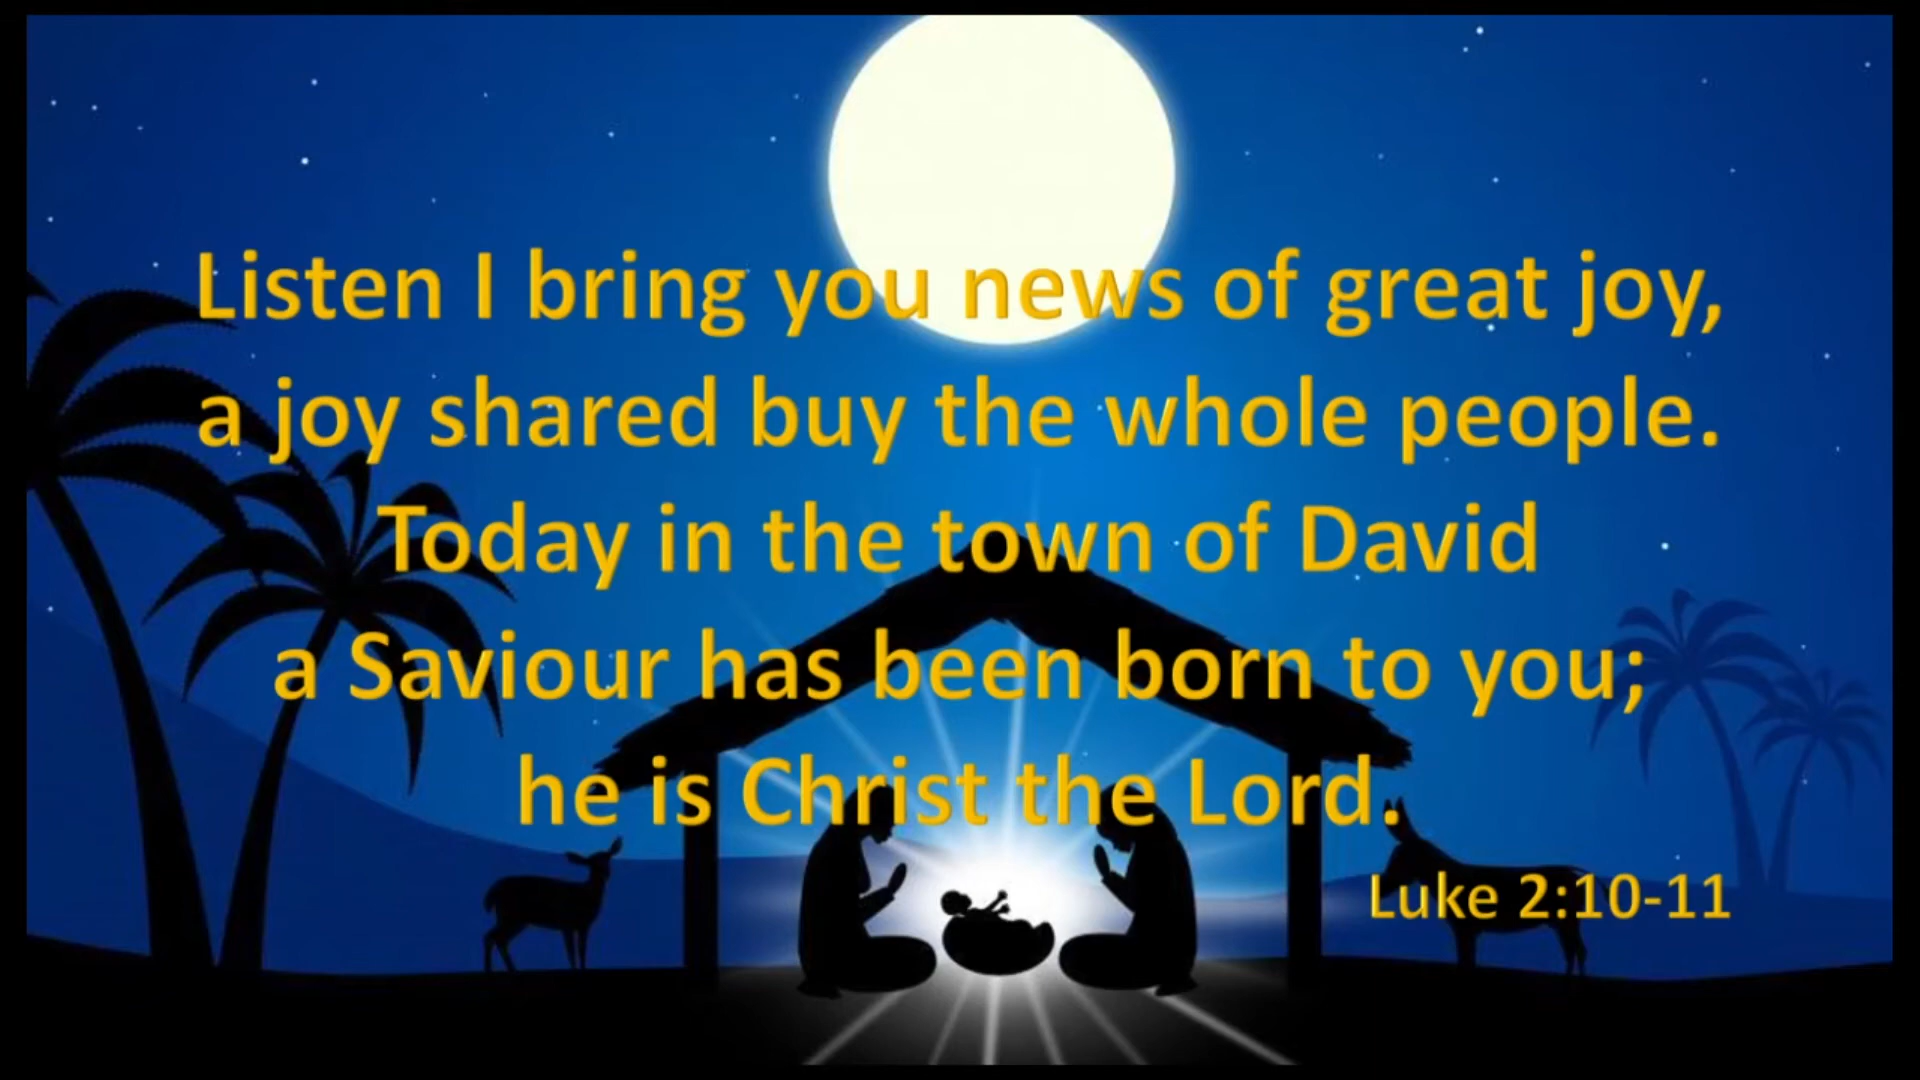 Listen I bring you news of great joy,
a joy shared buy the whole people.
Today in the town of David
a Saviour has been born to you;
he is Christ the Lord.
Luke 2:10-11